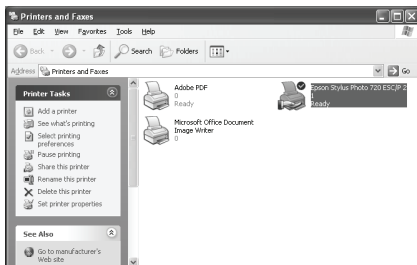 Printers and Faxes
File Edit View Favorites Tools Help
Back Search Folders
Address Printers and Faxes Go
Printer Tasks
Add a printer
See what's printing
Select printing
preferences
Pause printing
Share this printer
Rename this printer
Delete this printer
Set printer properties
See Also
Go to manufacturer's
Web site
Adobe PDF
0
Ready
Epson Stylus Photo 720 ESC/P 2
1
Ready
Microsoft Office Document
Image Writer
0